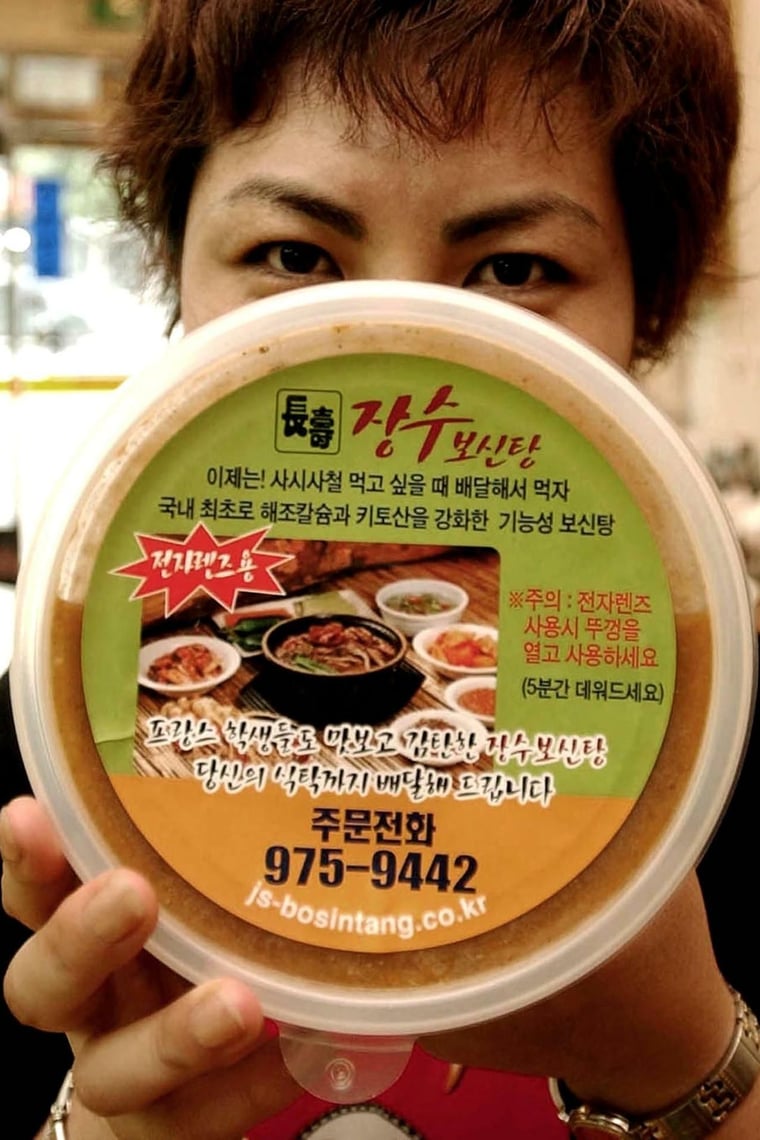 長壽 장수보신탕
이제는! 사시사철 먹고 싶을 때 배달해서 먹자
국내 최초로 해조칼슘과 키토산을 강화한 기능성 보신탕
전자렌즈용
※주의 : 전자렌즈
사용시 뚜껑을
열고 사용하세요
(5분간 데워드세요)
프랑스 학생들도 맛보고 감탄한 장수보신탕
당신의 식탁까지 배달해 드립니다
주문전화
975-9442
js-bosintang.co.kr